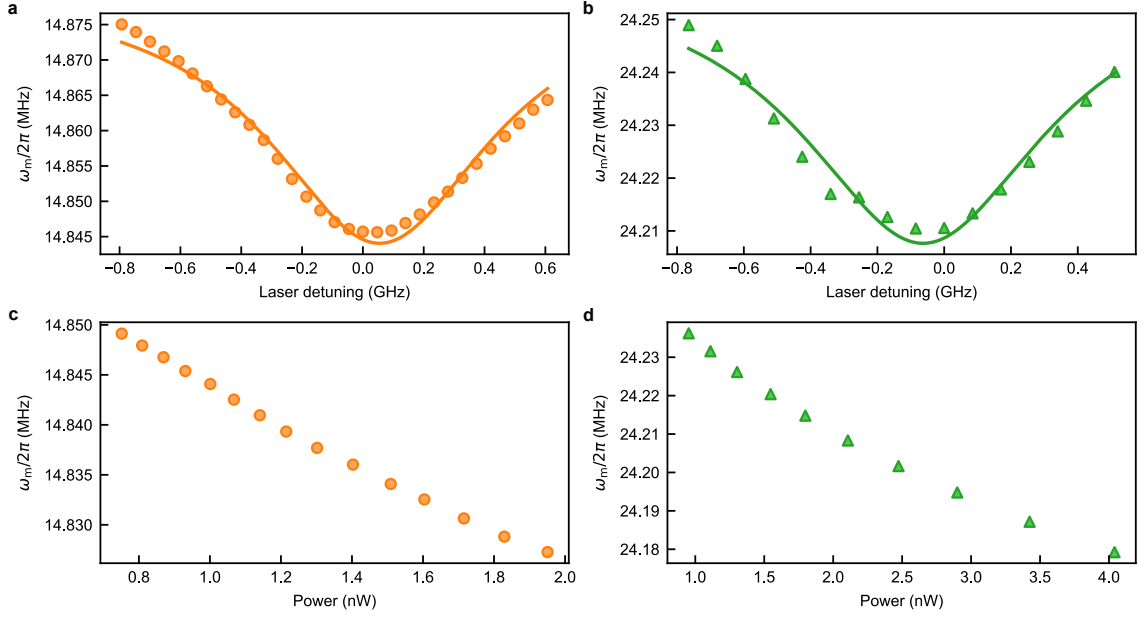 a
14.875
14.870
14.865
14.860
14.855
14.850
14.845
ωm/2π (MHz)
−0.8 −0.6 −0.4 −0.2 0.0 0.2 0.4 0.6
Laser detuning (GHz)
b
24.25
24.24
24.23
24.22
24.21
ωm/2π (MHz)
−0.8 −0.6 −0.4 −0.2 0.0 0.2 0.4
Laser detuning (GHz)
c
14.850
14.845
14.840
14.835
14.830
ωm/2π (MHz)
0.8 1.0 1.2 1.4 1.6 1.8 2.0
Power (nW)
d
24.23
24.22
24.21
24.20
24.19
24.18
ωm/2π (MHz)
1.0 1.5 2.0 2.5 3.0 3.5 4.0
Power (nW)